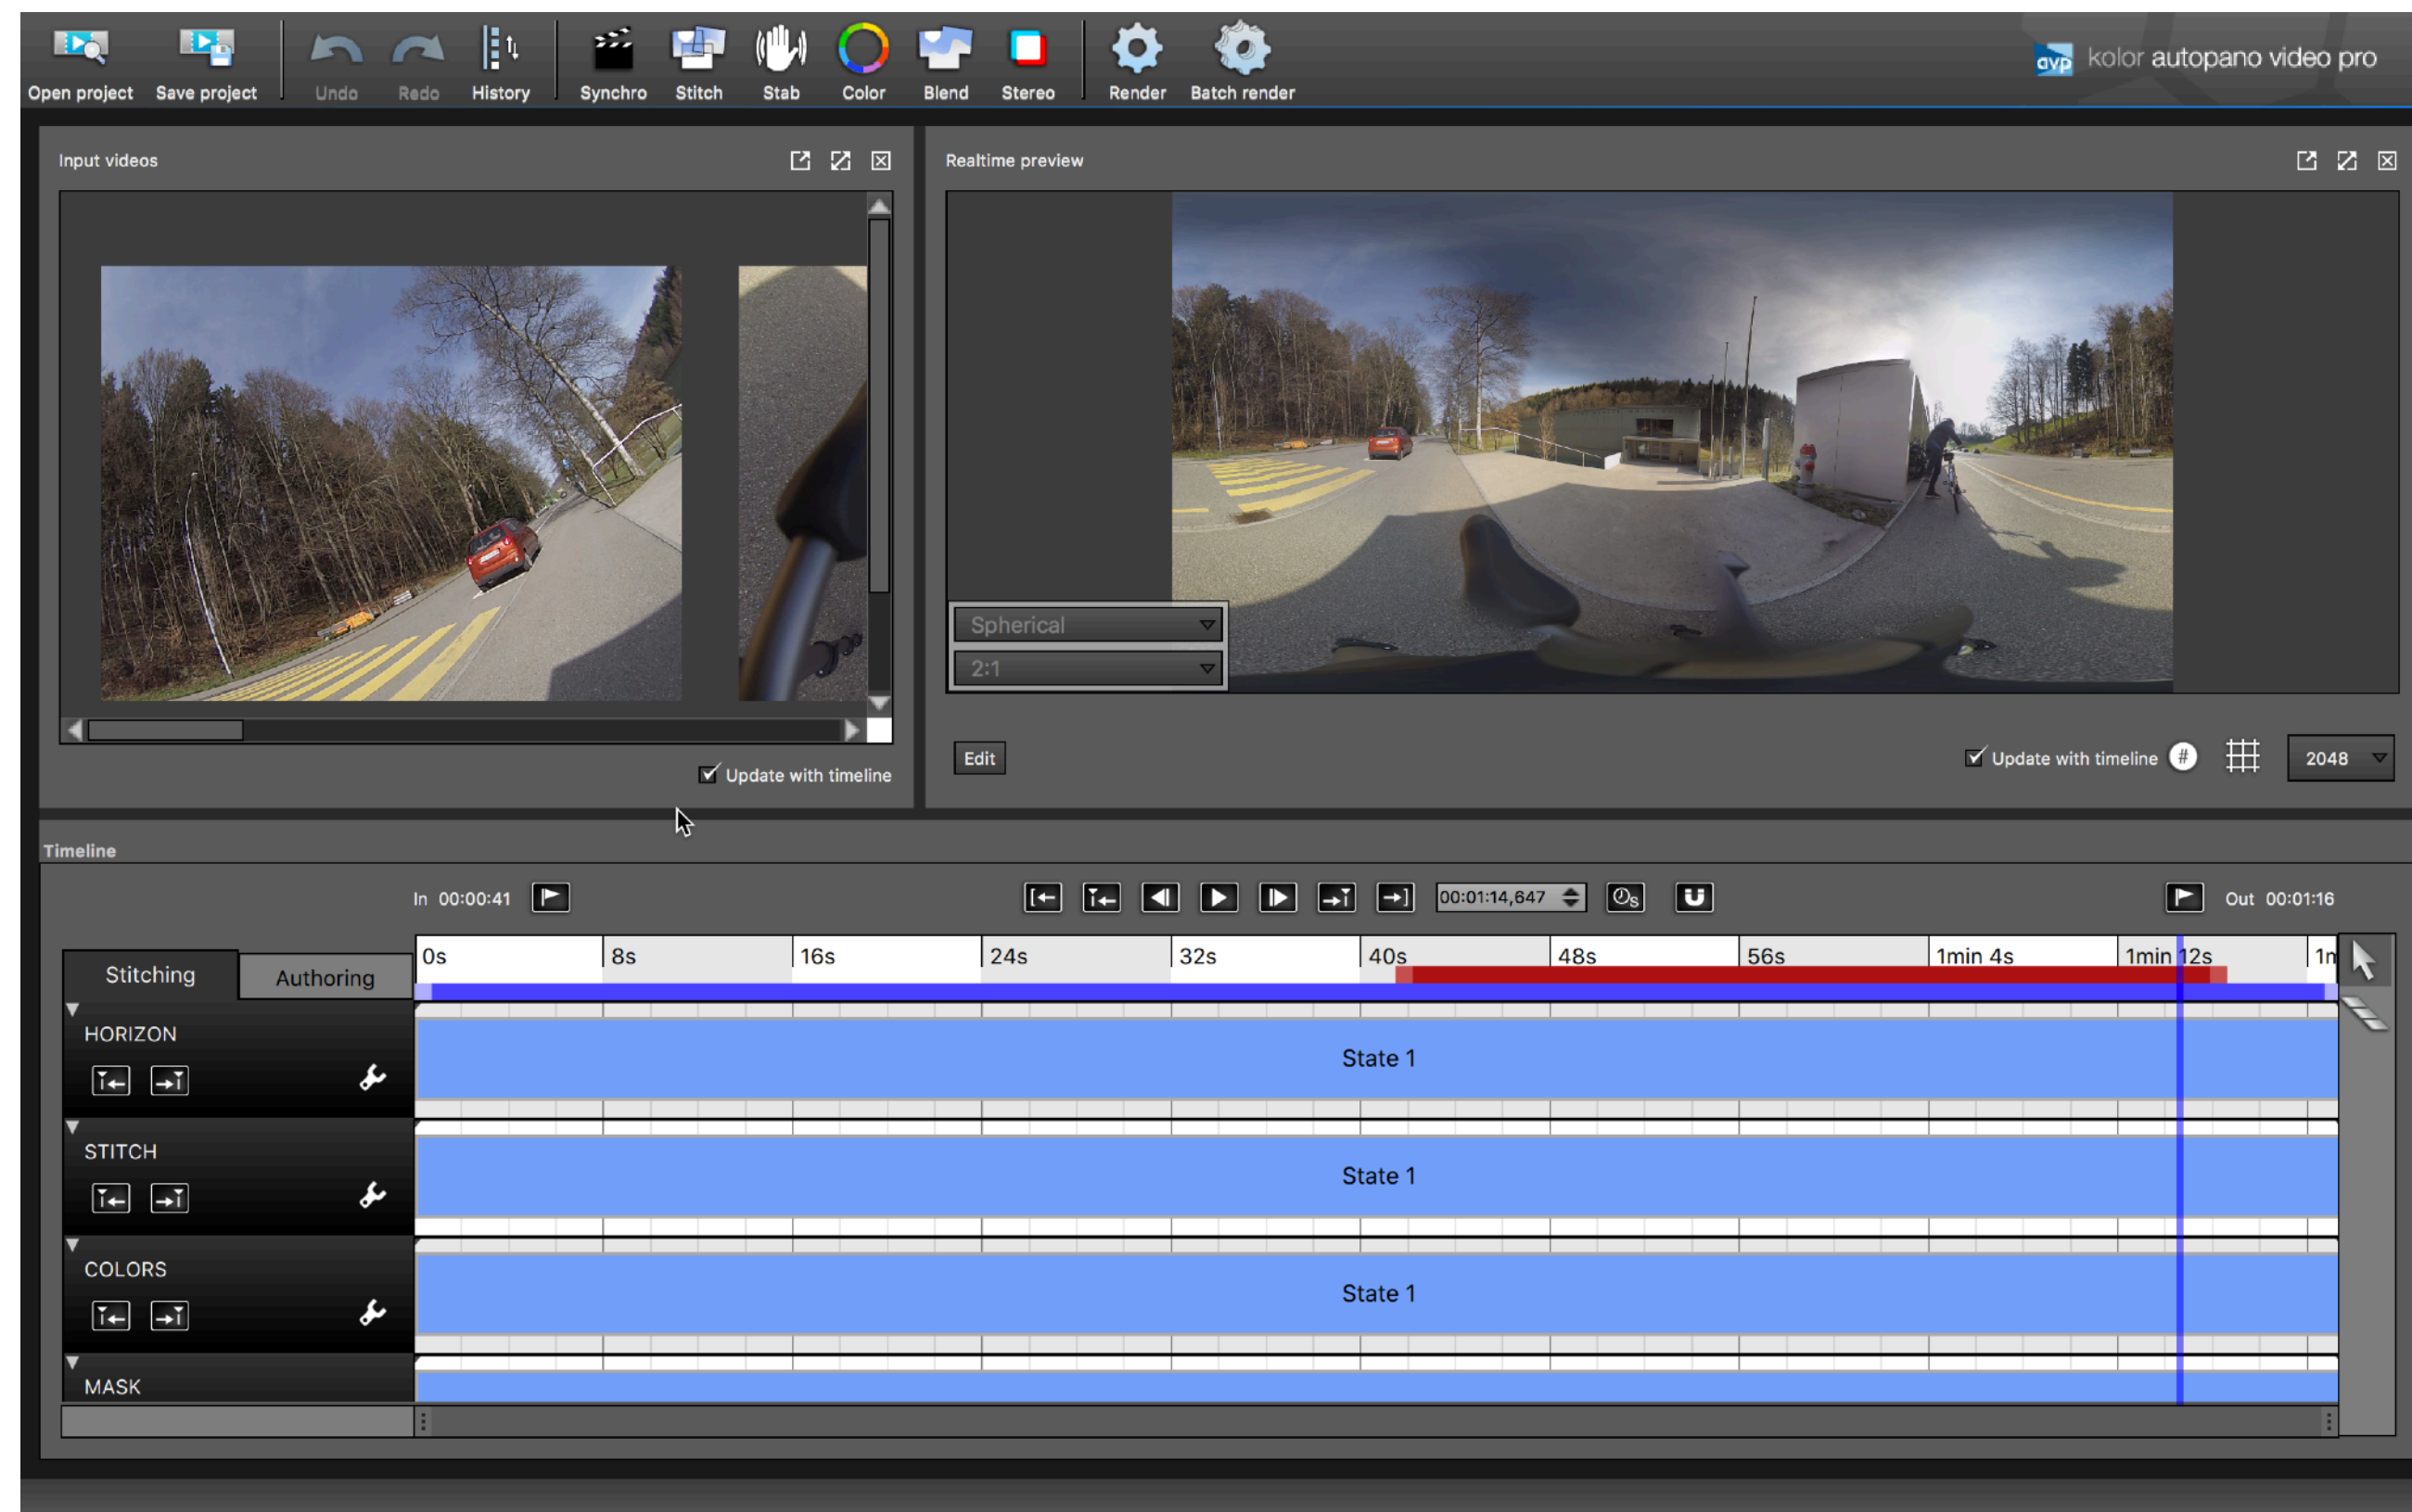 Open project Save project Undo Redo History Synchro Stitch Stab Color Blend Stereo Render Batch render
avp kolor autopano video pro
Input videos
Realtime preview
Spherical
2:1
Edit
Update with timeline # 2048
Update with timeline
Timeline
In 00:00:41 00:01:14,647 Out 00:01:16
Stitching Authoring
0s 8s 16s 24s 32s 40s 48s 56s 1min 4s 1min 12s 1m
HORIZON
State 1
STITCH
State 1
COLORS
State 1
MASK